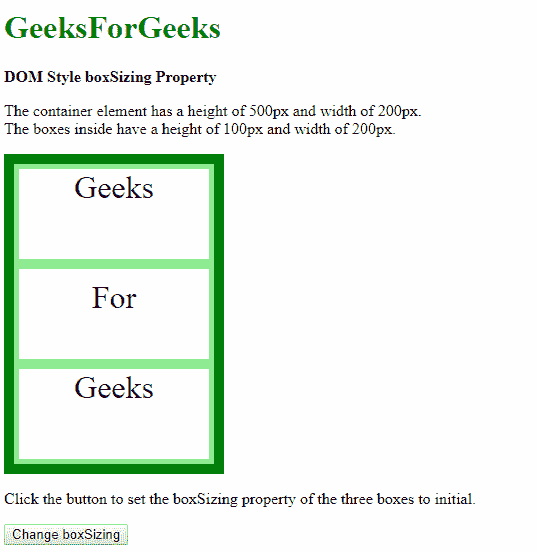 GeeksForGeeks
DOM Style boxSizing Property
The container element has a height of 500px and width of 200px.
The boxes inside have a height of 100px and width of 200px.
Geeks
For
Geeks
Click the button to set the boxSizing property of the three boxes to initial.
Change boxSizing